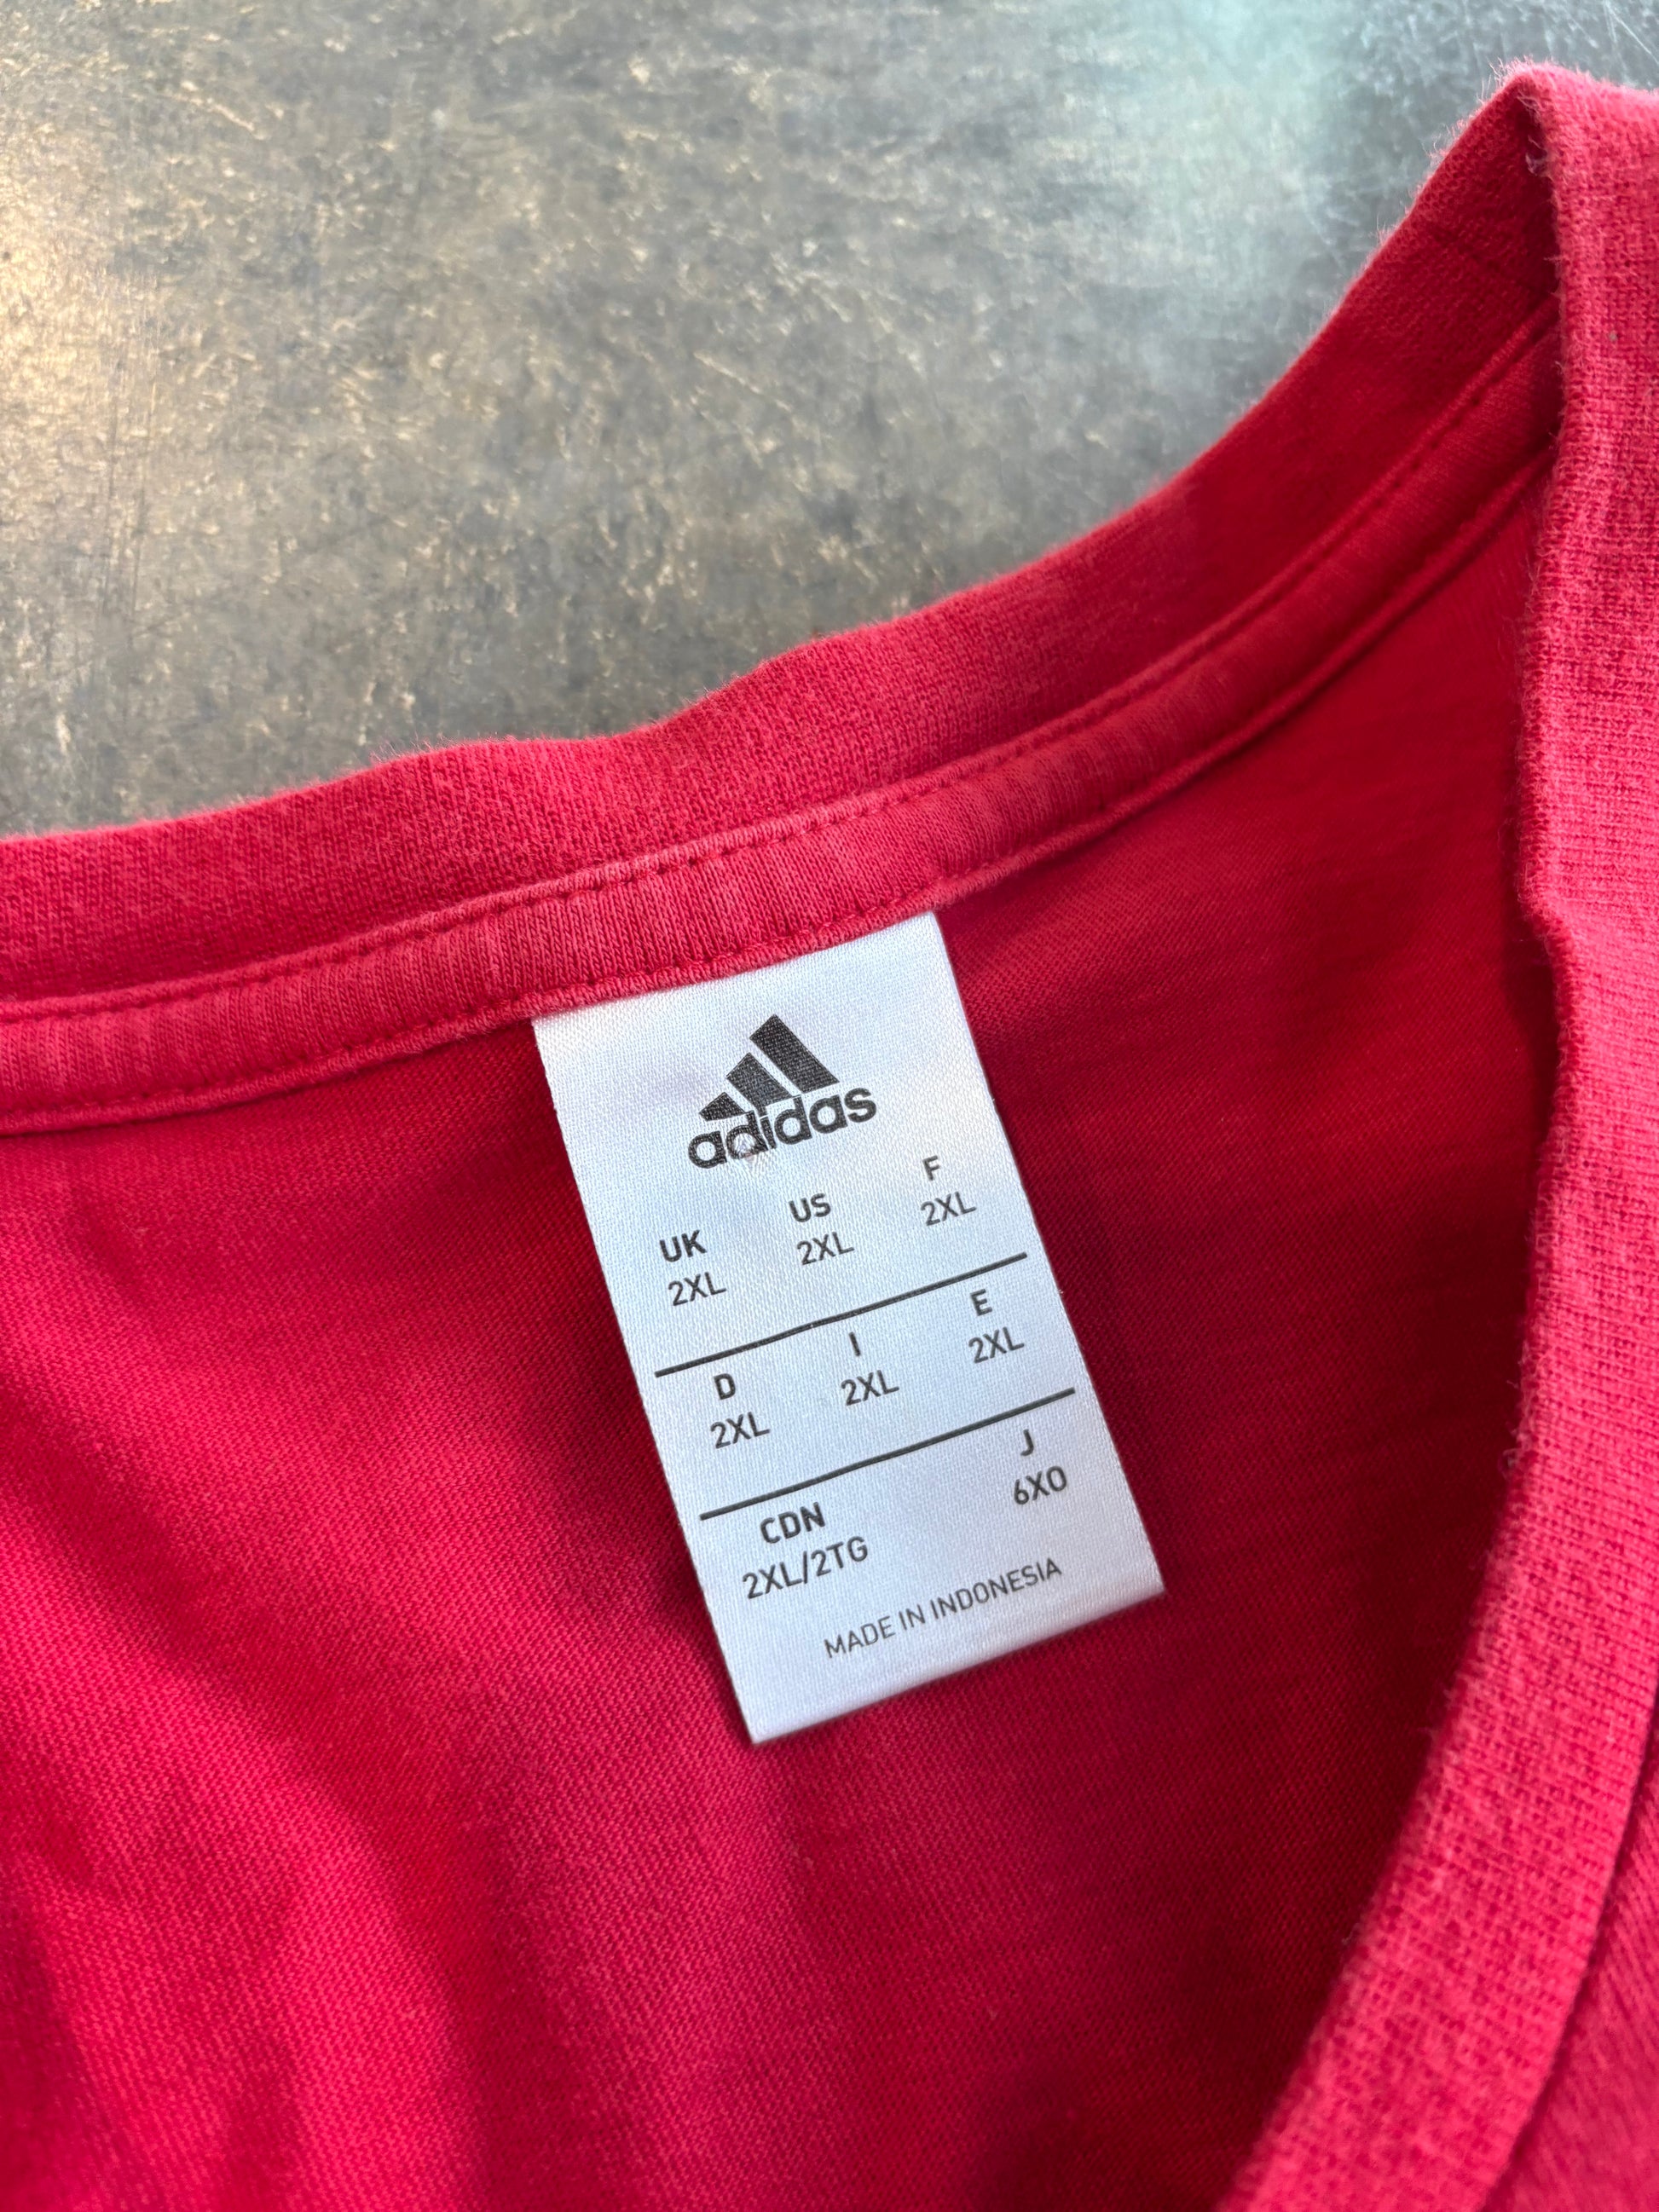 adidas
UK US F
2XL 2XL 2XL
D I E
2XL 2XL 2XL
CDN J
2XL/2TG 6XO
MADE IN INDONESIA